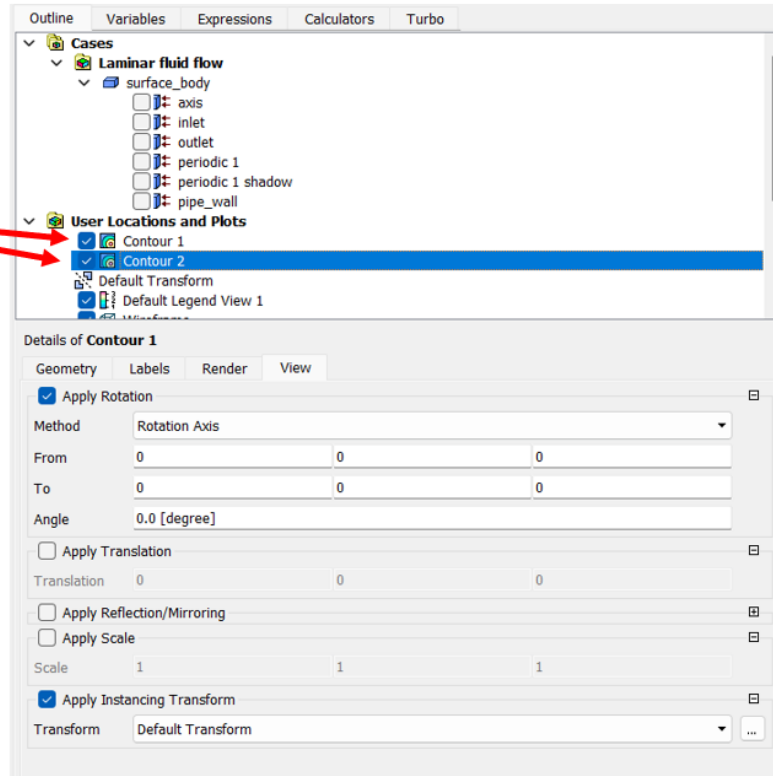 Outline Variables Expressions Calculators Turbo
Cases
Laminar fluid flow
surface_body
axis
inlet
outlet
periodic 1
periodic 1 shadow
pipe_wall
User Locations and Plots
Contour 1
Contour 2
Default Transform
Default Legend View 1
Wireframe
Details of Contour 1
Geometry Labels Render View
Apply Rotation
Method Rotation Axis
From 0 0 0
To 0 0 0
Angle 0.0 [degree]
Apply Translation
Translation 0 0 0
Apply Reflection/Mirroring
Apply Scale
Scale 1 1 1
Apply Instancing Transform
Transform Default Transform ...